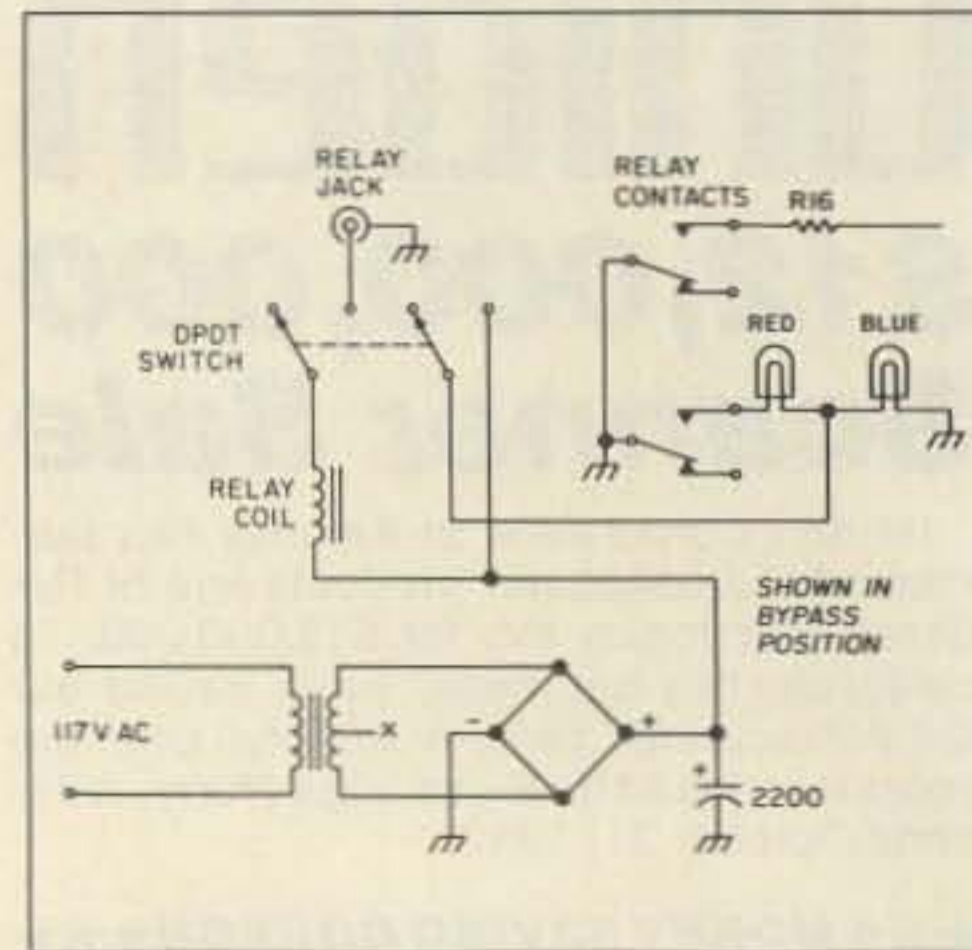 RELAY
JACK
RELAY
CONTACTS
R16
DPDT
SWITCH
RED
BLUE
RELAY
COIL
SHOWN IN
BYPASS
POSITION
117V AC
X
-
+
+
2200